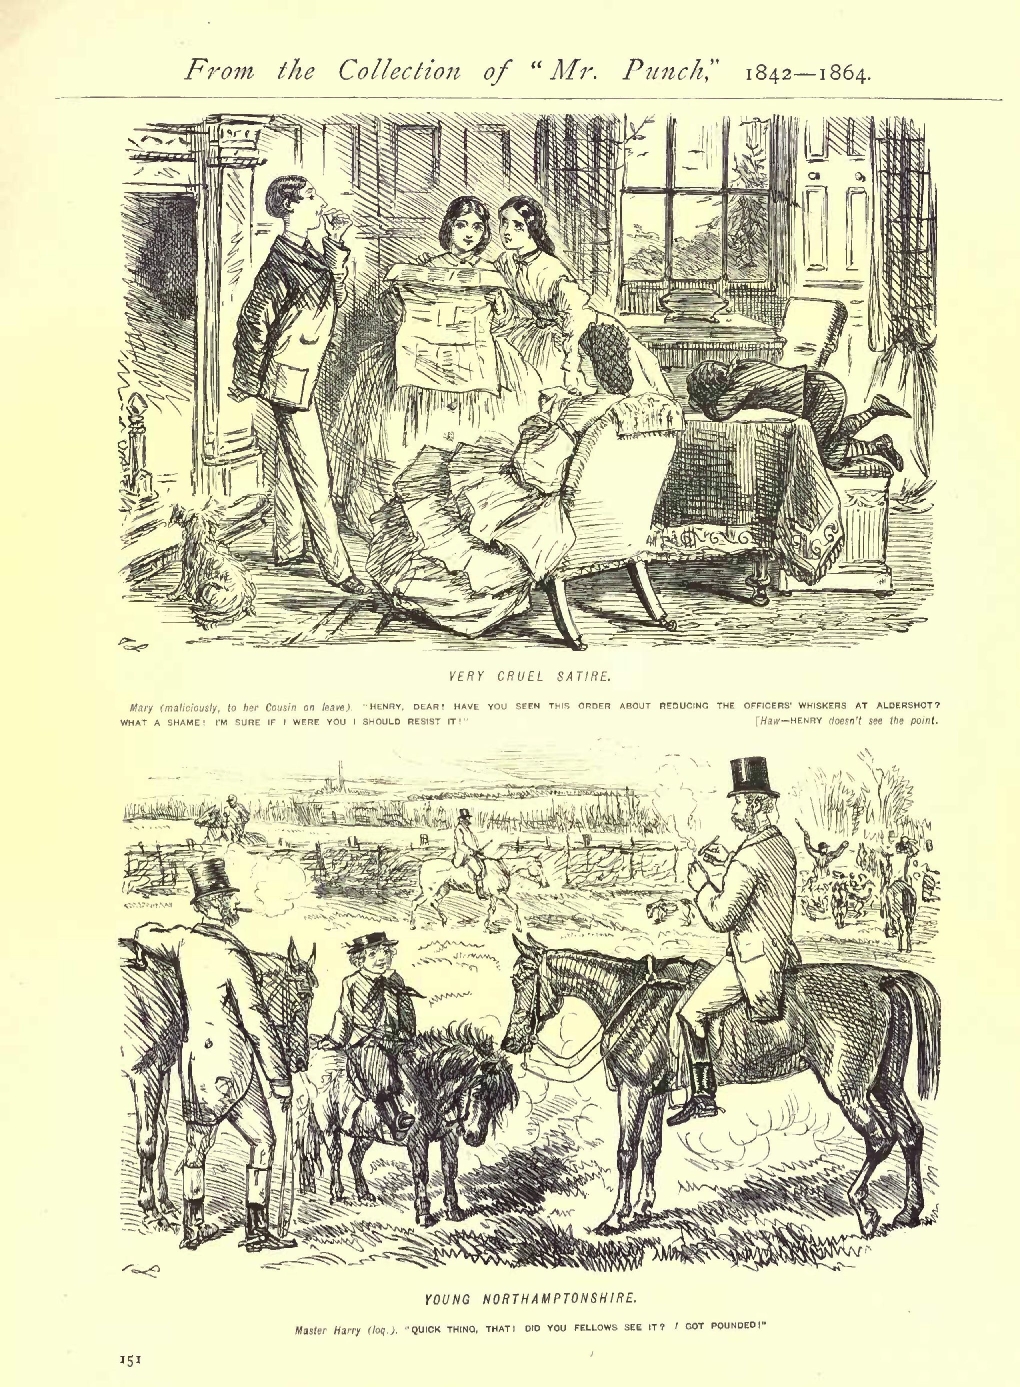 From the Collection of "Mr. Punch," 1842—1864.
VERY CRUEL SATIRE.
Mary (maliciously, to her Cousin on leave). "HENRY, DEAR! HAVE YOU SEEN THIS ORDER ABOUT REDUCING THE OFFICERS' WHISKERS AT ALDERSHOT?
WHAT A SHAME! I'M SURE IF I WERE YOU I SHOULD RESIST IT!" [Haw—HENRY doesn't see the point.
YOUNG NORTHAMPTONSHIRE.
Master Harry (loq.). "QUICK THING, THAT! DID YOU FELLOWS SEE IT? I GOT POUNDED!"
151